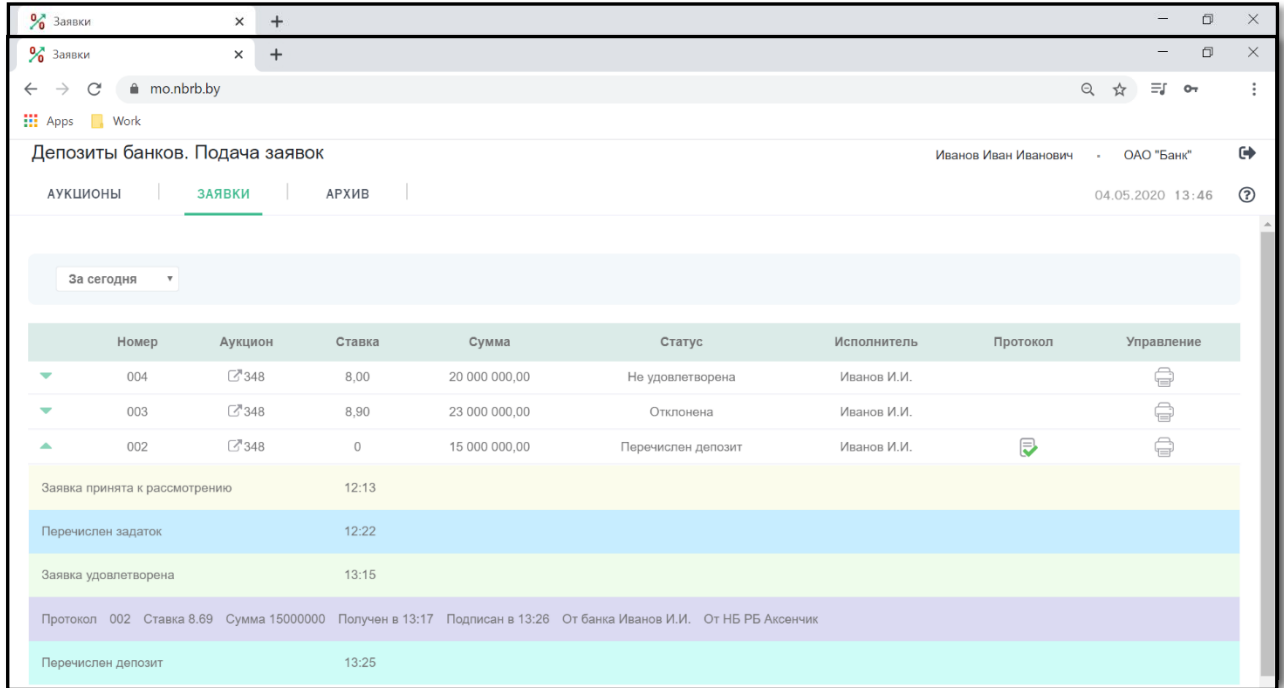 Заявки
Заявки
mo.nbrb.by
Apps Work
Депозиты банков. Подача заявок Иванов Иван Иванович • ОАО "Банк"
АУКЦИОНЫ ЗАЯВКИ АРХИВ 04.05.2020 13:46
За сегодня
Номер Аукцион Ставка Сумма Статус Исполнитель Протокол Управление
004 348 8,00 20 000 000,00 Не удовлетворена Иванов И.И.
003 348 8,90 23 000 000,00 Отклонена Иванов И.И.
002 348 0 15 000 000,00 Перечислен депозит Иванов И.И.
Заявка принята к рассмотрению 12:13
Перечислен задаток 12:22
Заявка удовлетворена 13:15
Протокол 002 Ставка 8.69 Сумма 15000000 Получен в 13:17 Подписан в 13:26 От банка Иванов И.И. От НБ РБ Аксенчик
Перечислен депозит 13:25